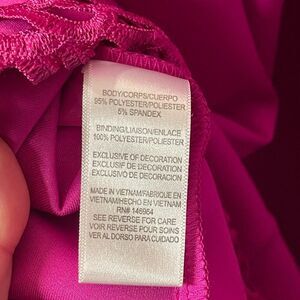 BODY/CORPS/CUERPO
95% POLYESTER/POLIESTER
5% SPANDEX
BINDING/LIAISON/ENLACE
100% POLYESTER/POLIESTER
EXCLUSIVE OF DECORATION
EXCLUSIF DE DECORATION
EXCLUSIVO DE DECORACION
MADE IN VIETNAM/FABRIQUE EN
VIETNAM/HECHO EN VIETNAM
RN# 146964
SEE REVERSE FOR CARE
VOIR REVERS POUR SOIN
VER AL DORSO PARA CUIDADO